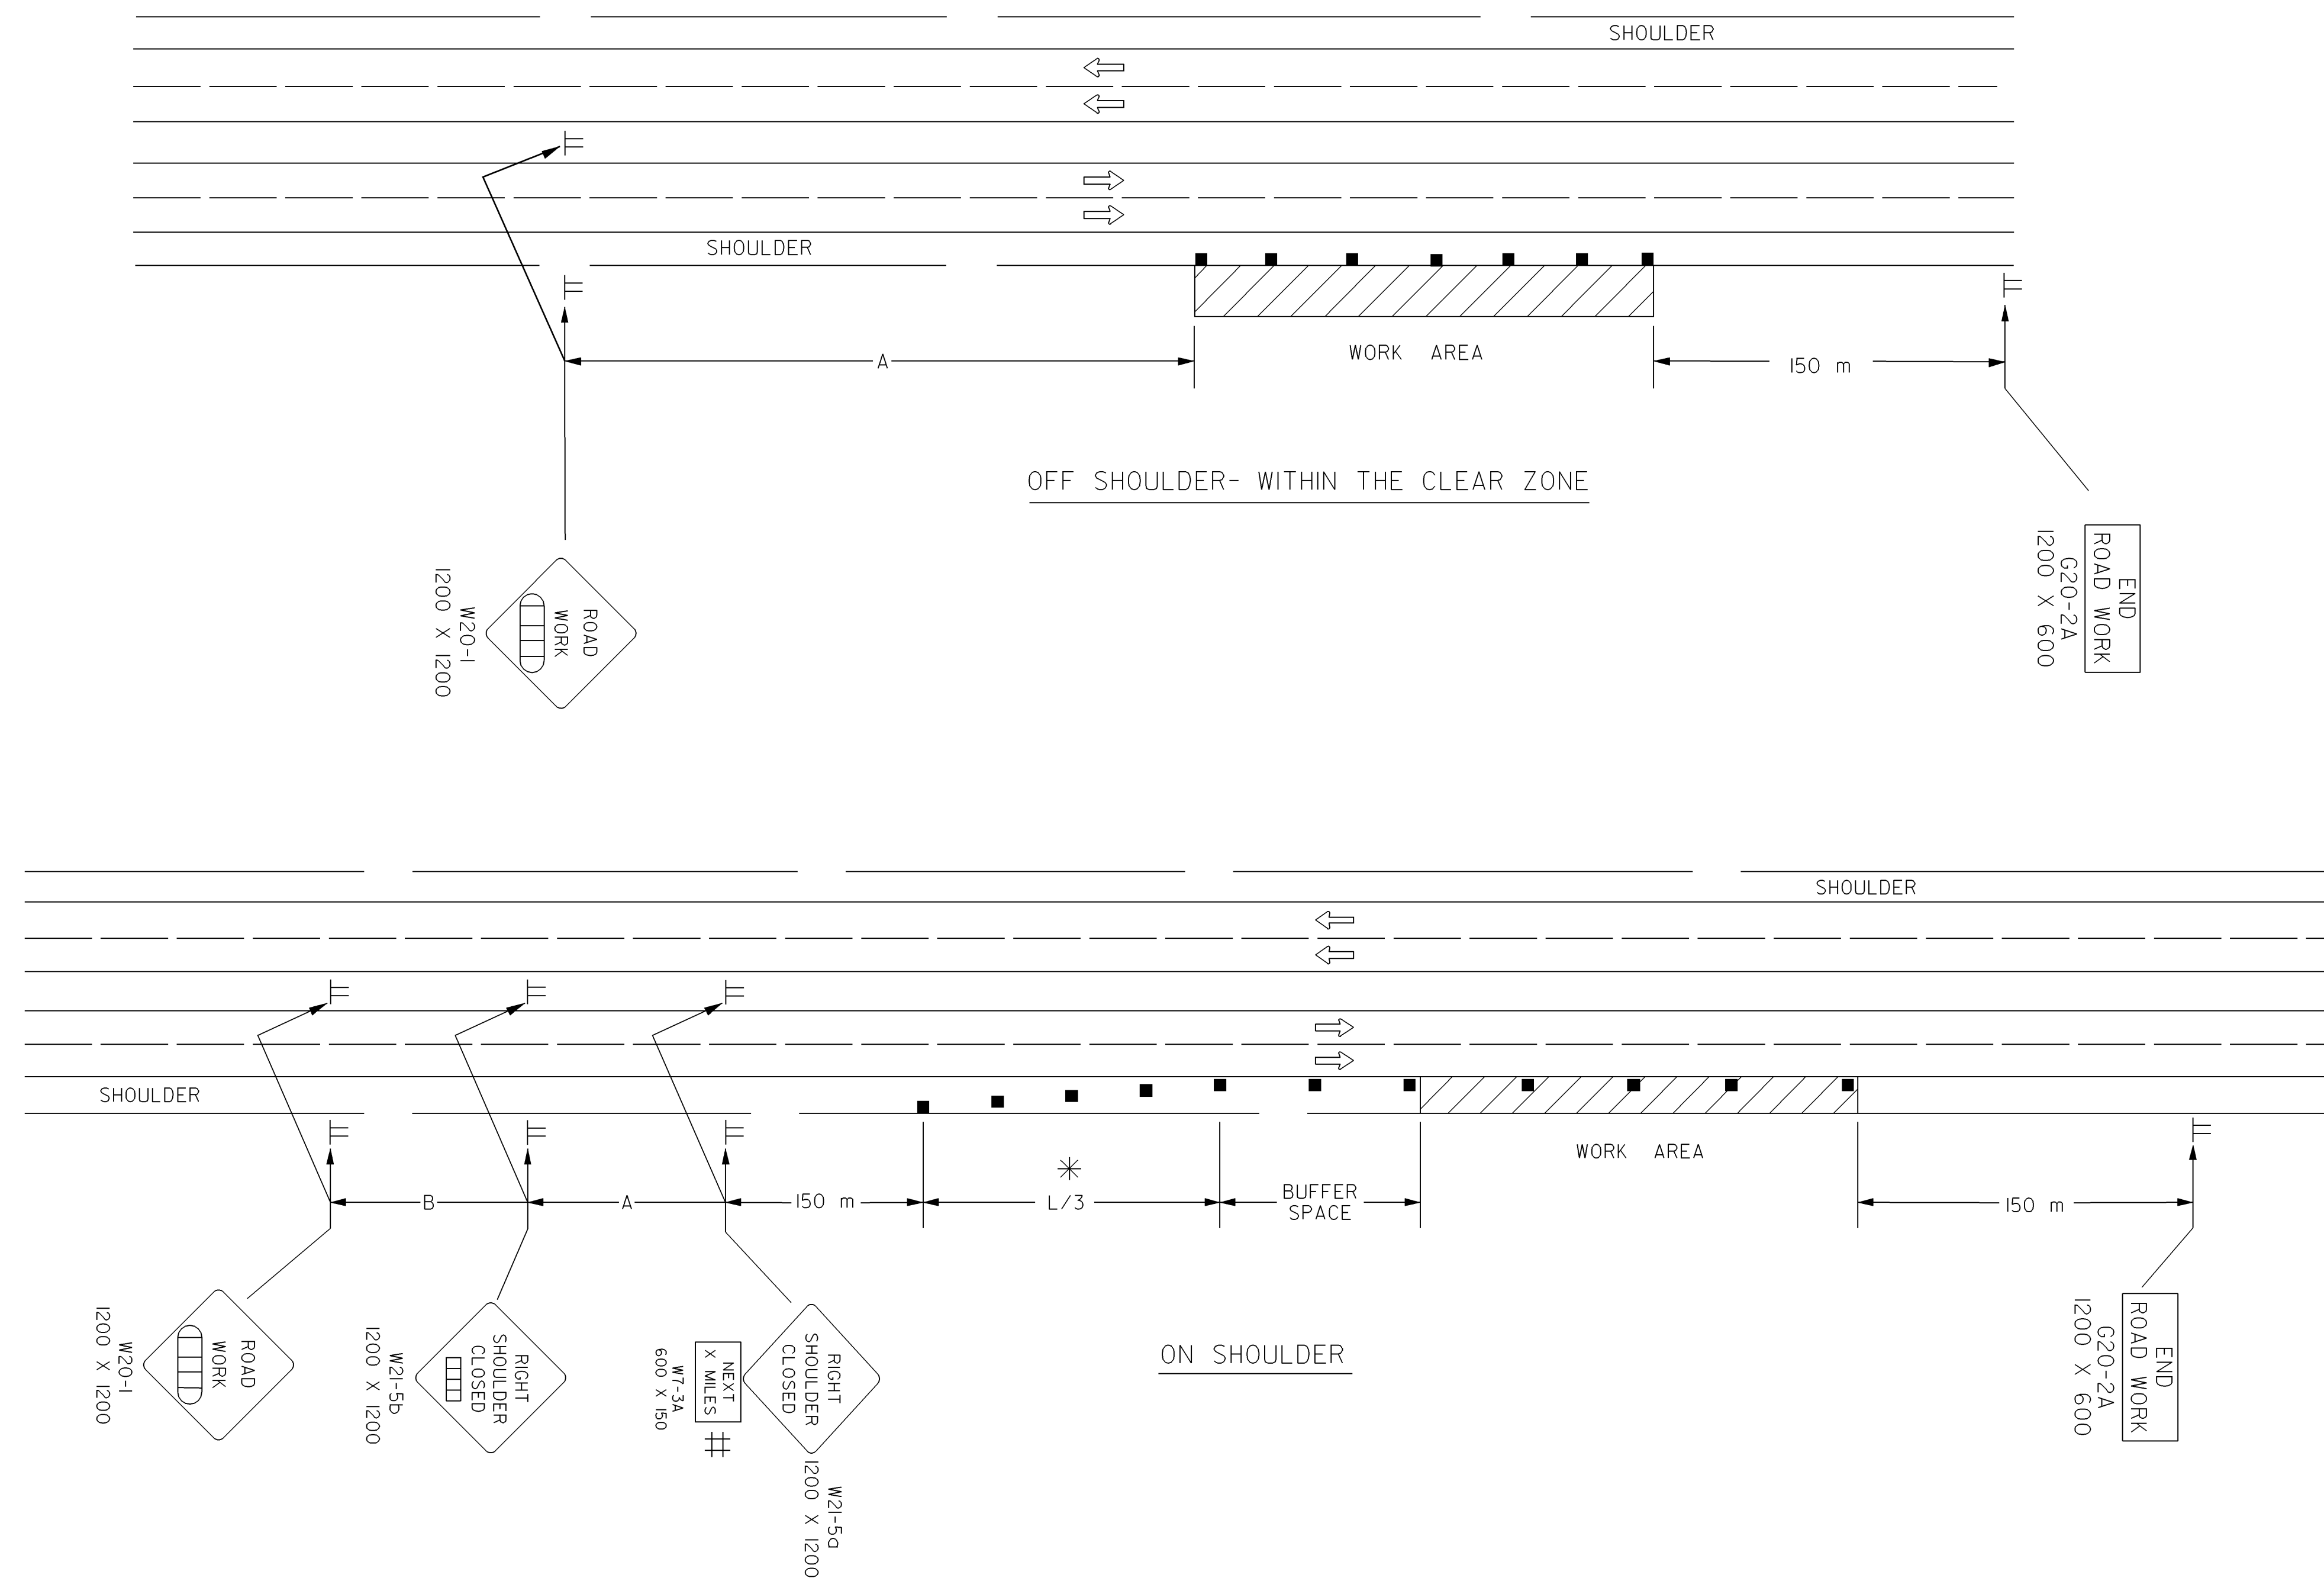 SHOULDER
SHOULDER
A
WORK AREA
150 m
OFF SHOULDER- WITHIN THE CLEAR ZONE
ROAD
WORK
W20-1
1200 X 1200
END
ROAD WORK
G20-2A
1200 X 600
SHOULDER
SHOULDER
WORK AREA
B
A
150 m
*
L/3
BUFFER
SPACE
150 m
ROAD
WORK
W20-1
1200 X 1200
RIGHT
SHOULDER
CLOSED
W21-5b
1200 X 1200
RIGHT
SHOULDER
CLOSED
W21-5a
1200 X 1200
NEXT
X MILES
W7-3A
600 X 150
#
ON SHOULDER
END
ROAD WORK
G20-2A
1200 X 600